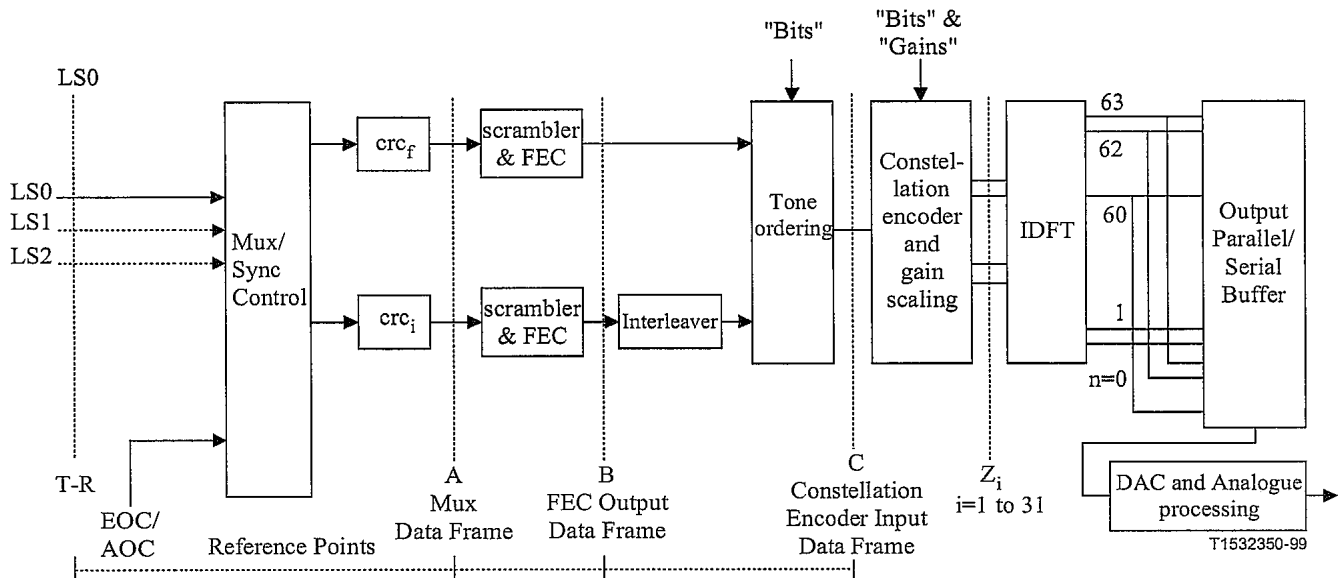 "Bits"
"Bits" &
"Gains"
LS0
LS0
LS1
LS2
Mux/
Sync
Control
crc_f
scrambler
& FEC
crc_i
scrambler
& FEC
Interleaver
Tone
ordering
Constel-
lation
encoder
and
gain
scaling
IDFT
63
62
60
1
n=0
Output
Parallel/
Serial
Buffer
T-R
EOC/
AOC
Reference Points
A
Mux
Data Frame
B
FEC Output
Data Frame
C
Constellation
Encoder Input
Data Frame
Z_i
i=1 to 31
DAC and Analogue
processing
T1532350-99